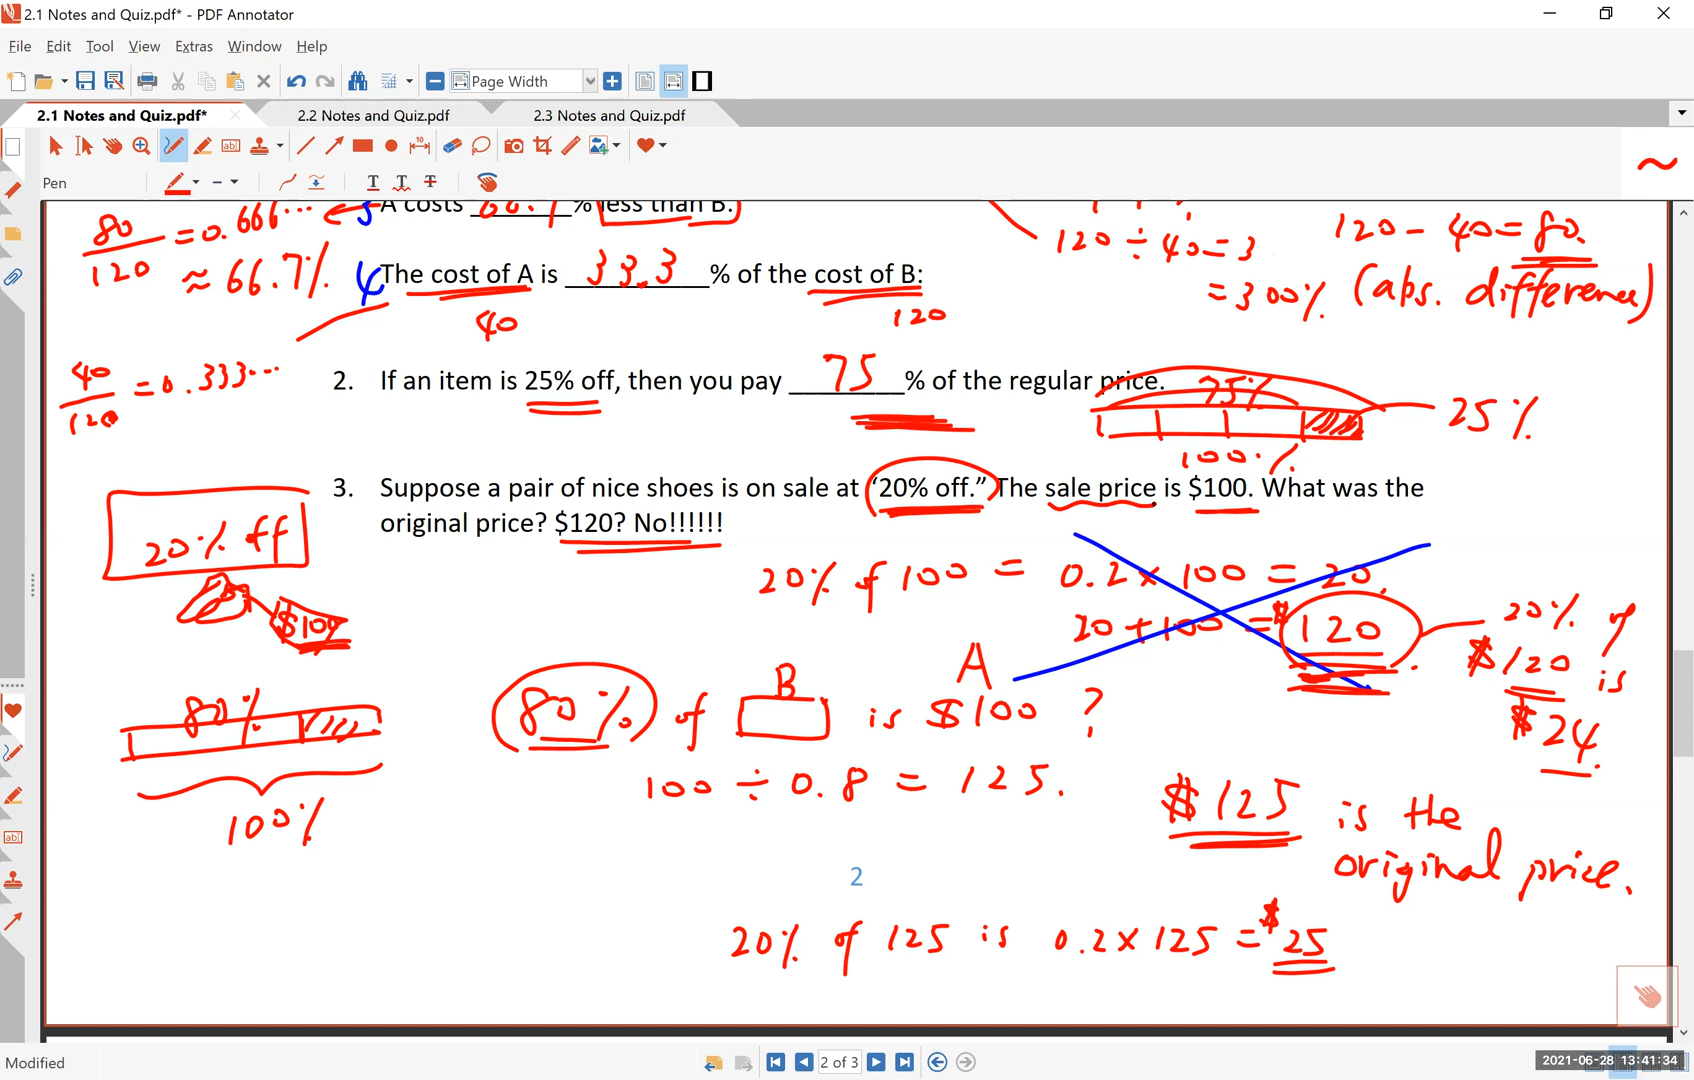 2.1 Notes and Quiz.pdf* - PDF Annotator
File Edit Tool View Extras Window Help
Page Width
2.1 Notes and Quiz.pdf* 2.2 Notes and Quiz.pdf 2.3 Notes and Quiz.pdf
Pen
A costs 66.7 % less than B.
80/120 = 0.666...
≈ 66.7%
120 ÷ 40 = 3
= 300%
120 - 40 = 80.
(abs. difference)
4 The cost of A is 33.3 % of the cost of B:
40
120
40/120 = 0.333...
2. If an item is 25% off, then you pay 75 % of the regular price.
75%
25%
100%
3. Suppose a pair of nice shoes is on sale at "20% off." The sale price is $100. What was the
original price? $120? No!!!!!!
20% off
$100
20% of 100 = 0.2 × 100 = 20.
20 + 100 = $120
20% of
$120 is
$24.
80%
100%
B
A
80% of is $100 ?
100 ÷ 0.8 = 125.
$125 is the
original price.
2
20% of 125 is 0.2 × 125 = $25
Modified
2 of 3
2021-06-28 13:41:34